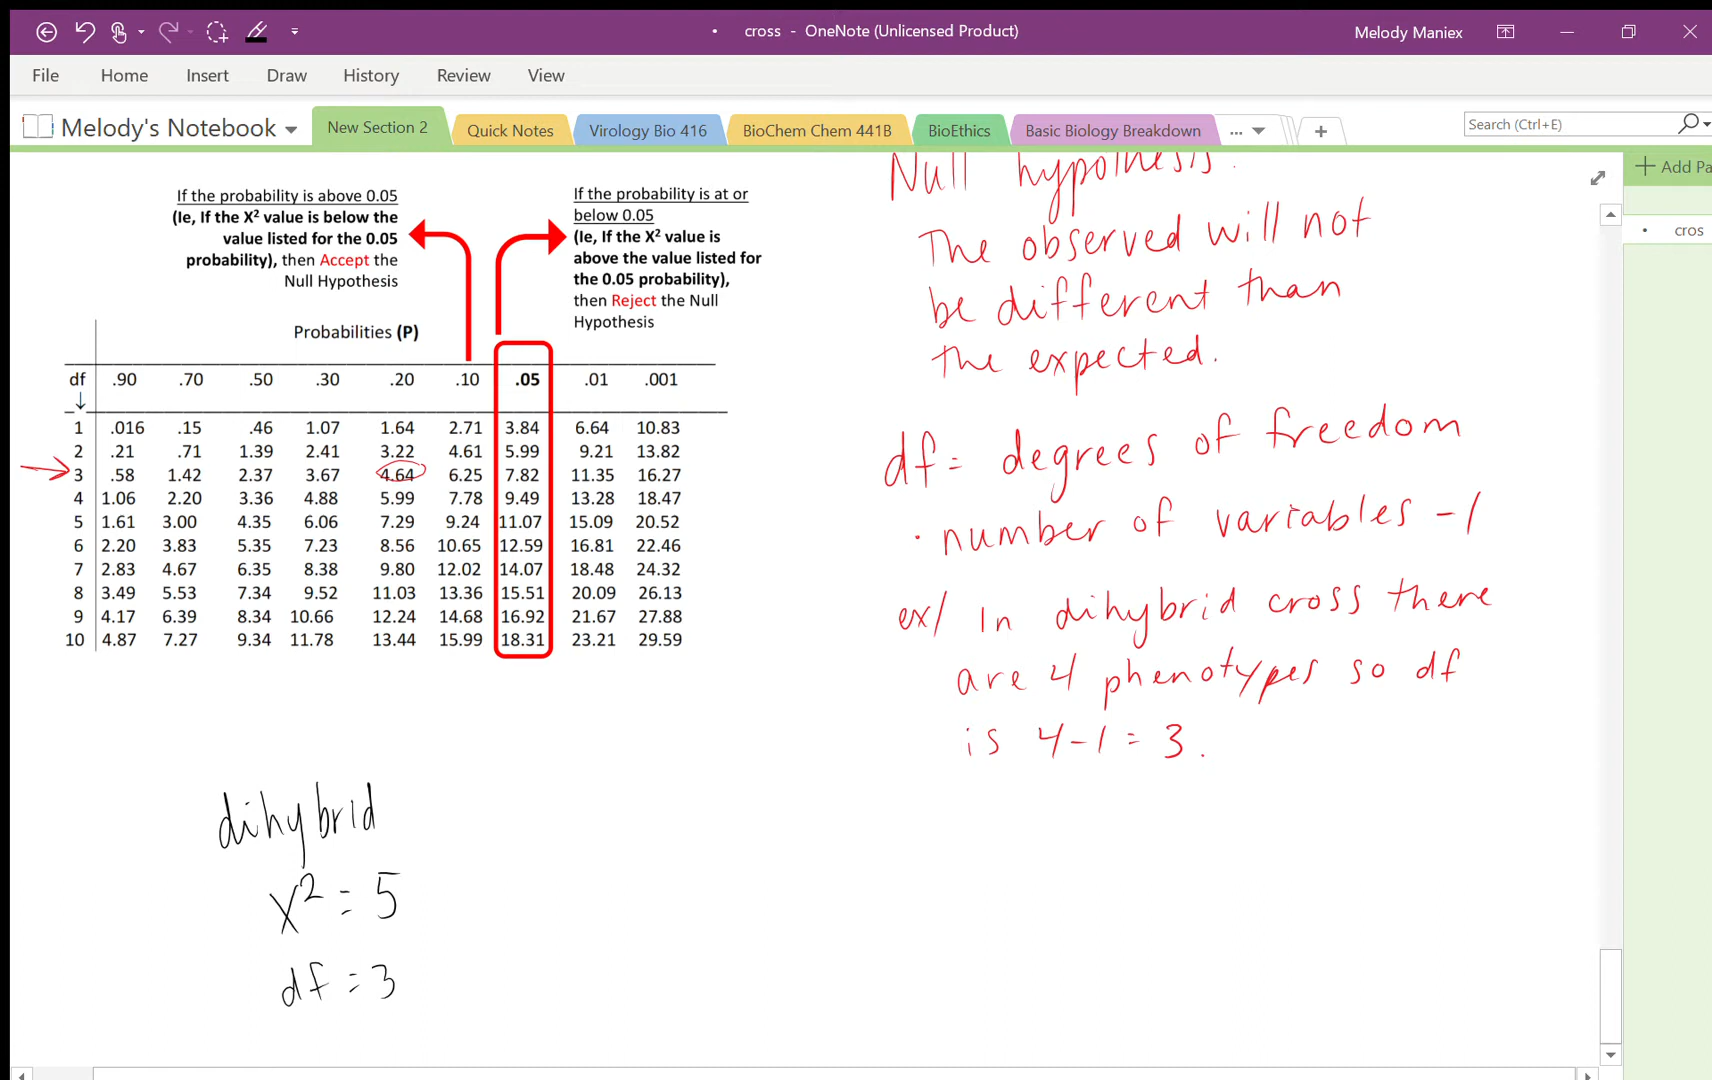 cross - OneNote (Unlicensed Product)
Melody Maniex
File Home Insert Draw History Review View
Melody's Notebook
New Section 2
Quick Notes
Virology Bio 416
BioChem Chem 441B
BioEthics
Basic Biology Breakdown
...
+
Search (Ctrl+E)
+ Add Pa
cros
If the probability is above 0.05
(Ie, If the X² value is below the
value listed for the 0.05
probability), then Accept the
Null Hypothesis
If the probability is at or
below 0.05
(Ie, If the X² value is
above the value listed for
the 0.05 probability),
then Reject the Null
Hypothesis
Probabilities (P)
df .90 .70 .50 .30 .20 .10 .05 .01 .001
↓
1 .016 .15 .46 1.07 1.64 2.71 3.84 6.64 10.83
2 .21 .71 1.39 2.41 3.22 4.61 5.99 9.21 13.82
3 .58 1.42 2.37 3.67 4.64 6.25 7.82 11.35 16.27
4 1.06 2.20 3.36 4.88 5.99 7.78 9.49 13.28 18.47
5 1.61 3.00 4.35 6.06 7.29 9.24 11.07 15.09 20.52
6 2.20 3.83 5.35 7.23 8.56 10.65 12.59 16.81 22.46
7 2.83 4.67 6.35 8.38 9.80 12.02 14.07 18.48 24.32
8 3.49 5.53 7.34 9.52 11.03 13.36 15.51 20.09 26.13
9 4.17 6.39 8.34 10.66 12.24 14.68 16.92 21.67 27.88
10 4.87 7.27 9.34 11.78 13.44 15.99 18.31 23.21 29.59
dihybrid
x² = 5
df = 3
Null hypothesis.
The observed will not
be different than
the expected.
df = degrees of freedom
· number of variables -1
ex/ In dihybrid cross there
are 4 phenotypes so df
is 4-1 = 3.